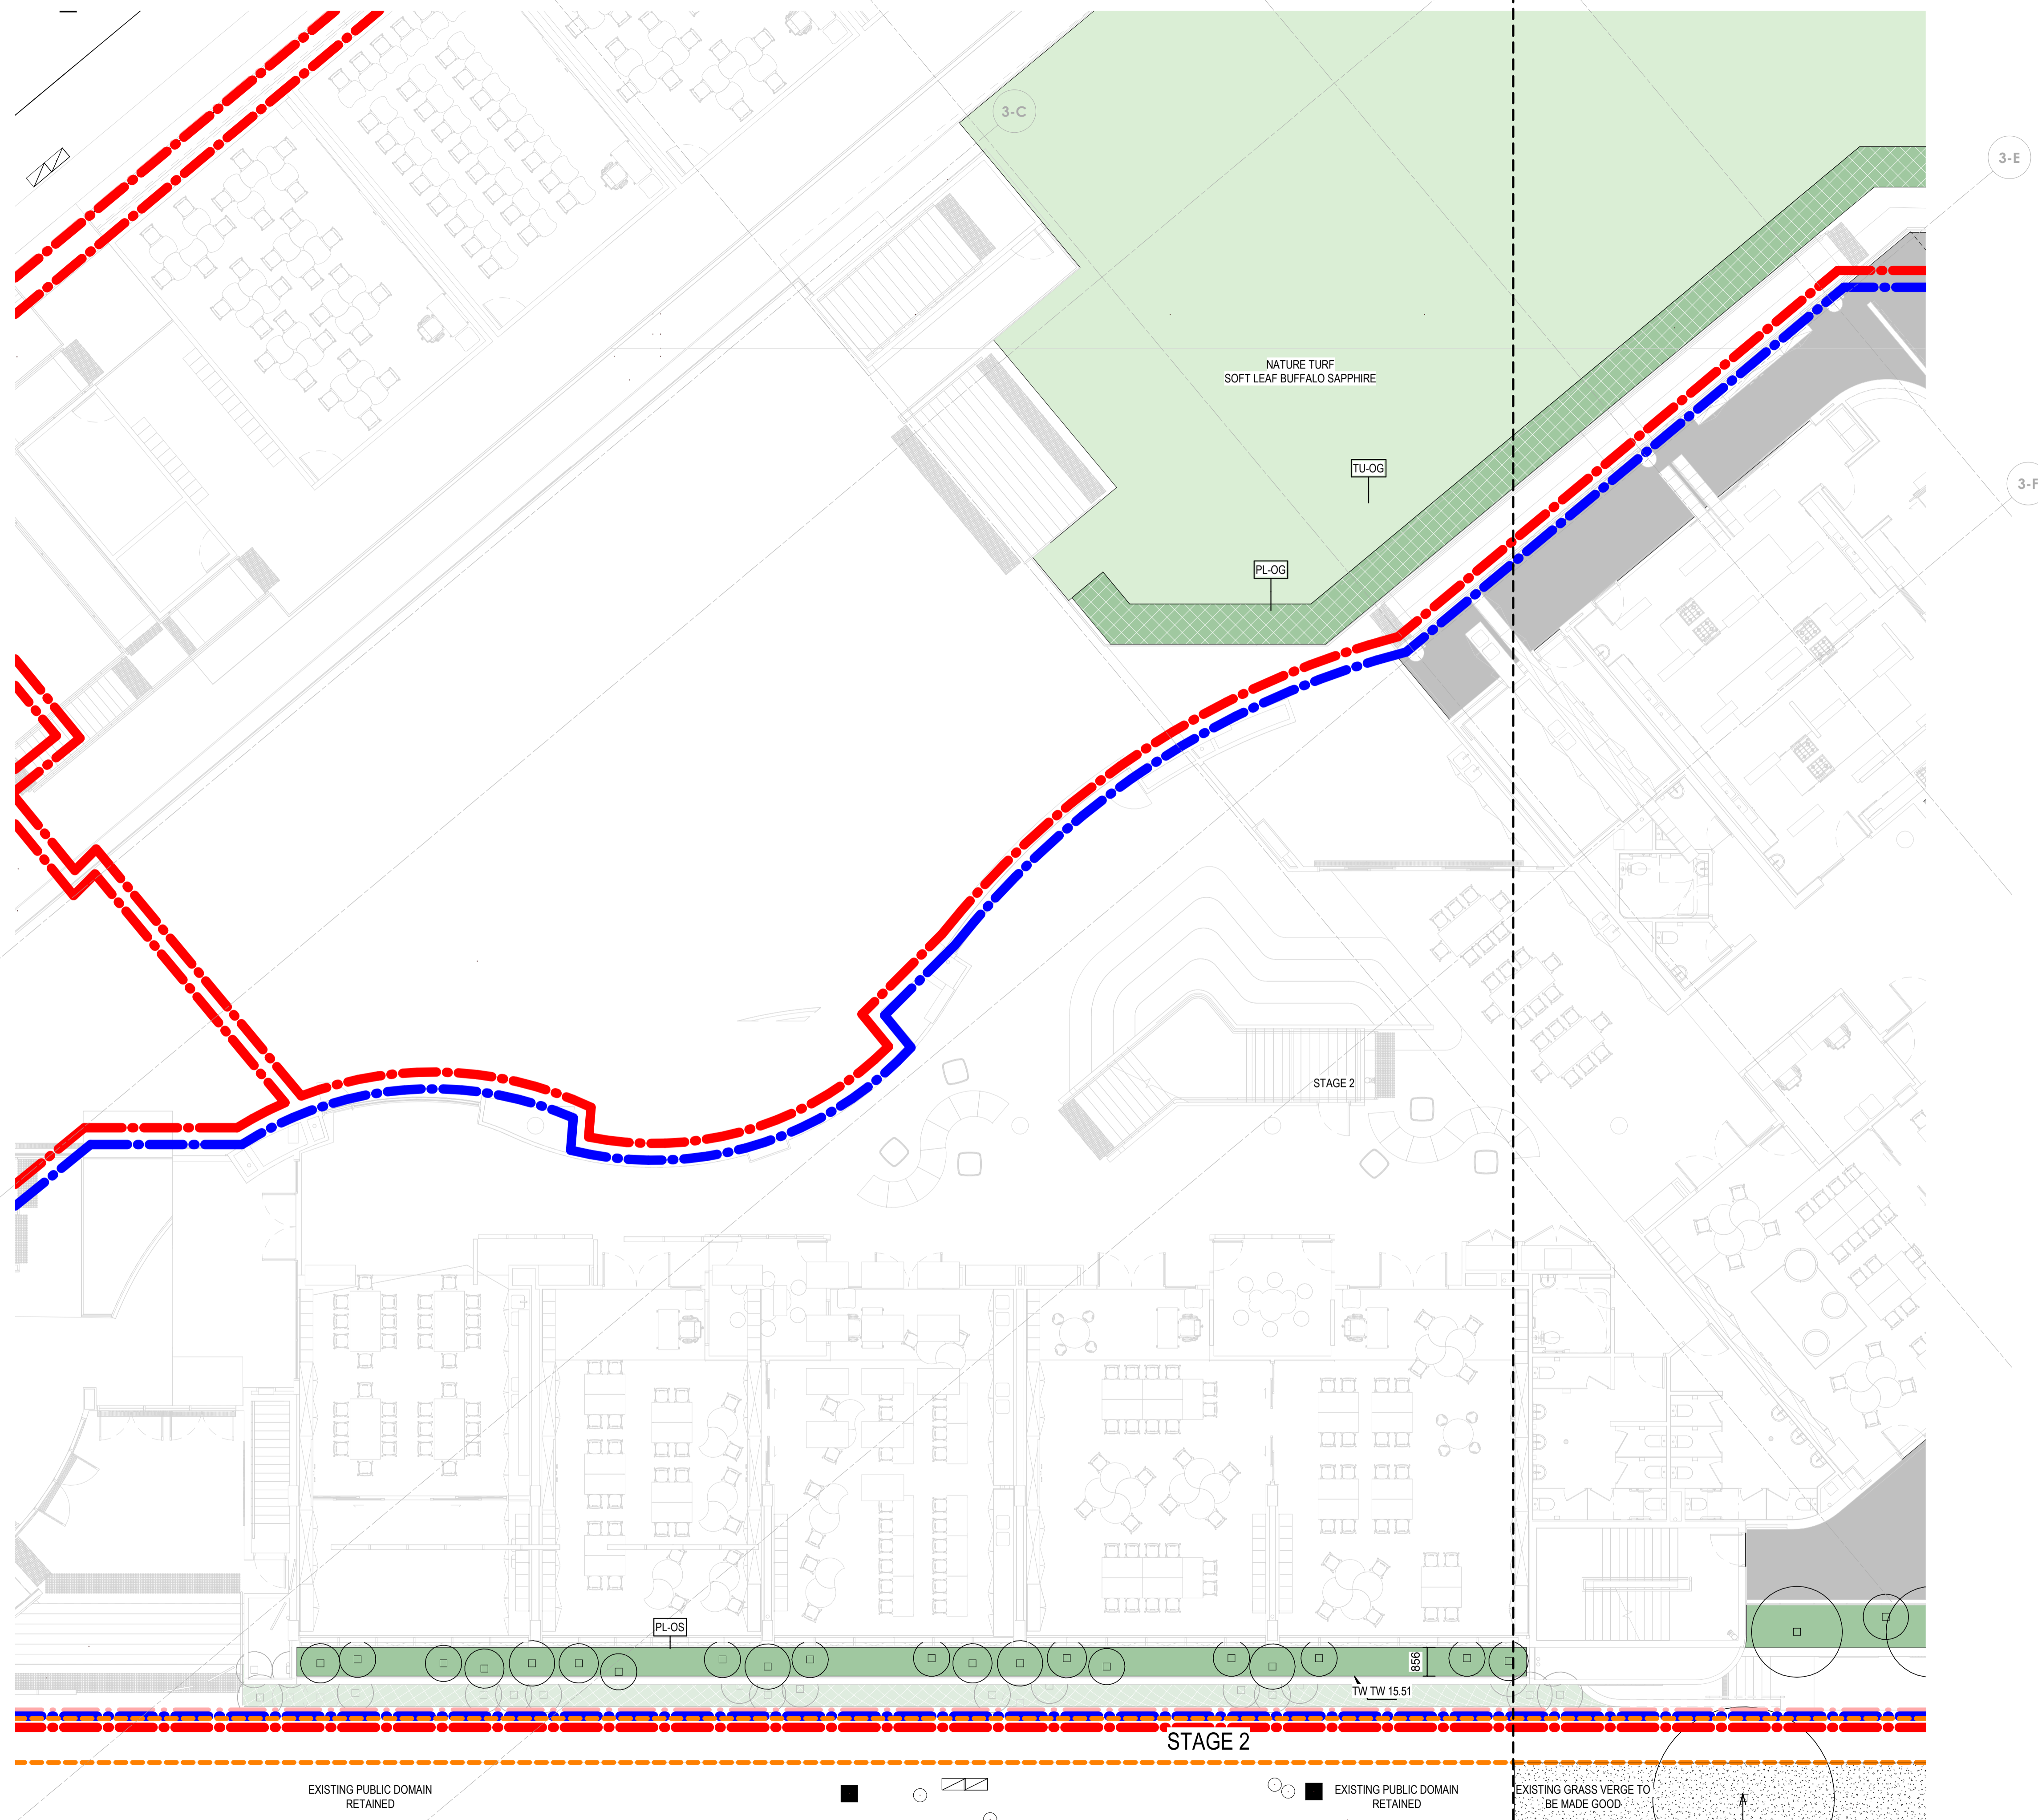 3-C
3-E
NATURE TURF
SOFT LEAF BUFFALO SAPPHIRE
TU-OG
3-F
PL-OG
STAGE 2
PL-OS
856
TW TW 15.51
STAGE 2
EXISTING PUBLIC DOMAIN
RETAINED
EXISTING PUBLIC DOMAIN
RETAINED
EXISTING GRASS VERGE TO
BE MADE GOOD